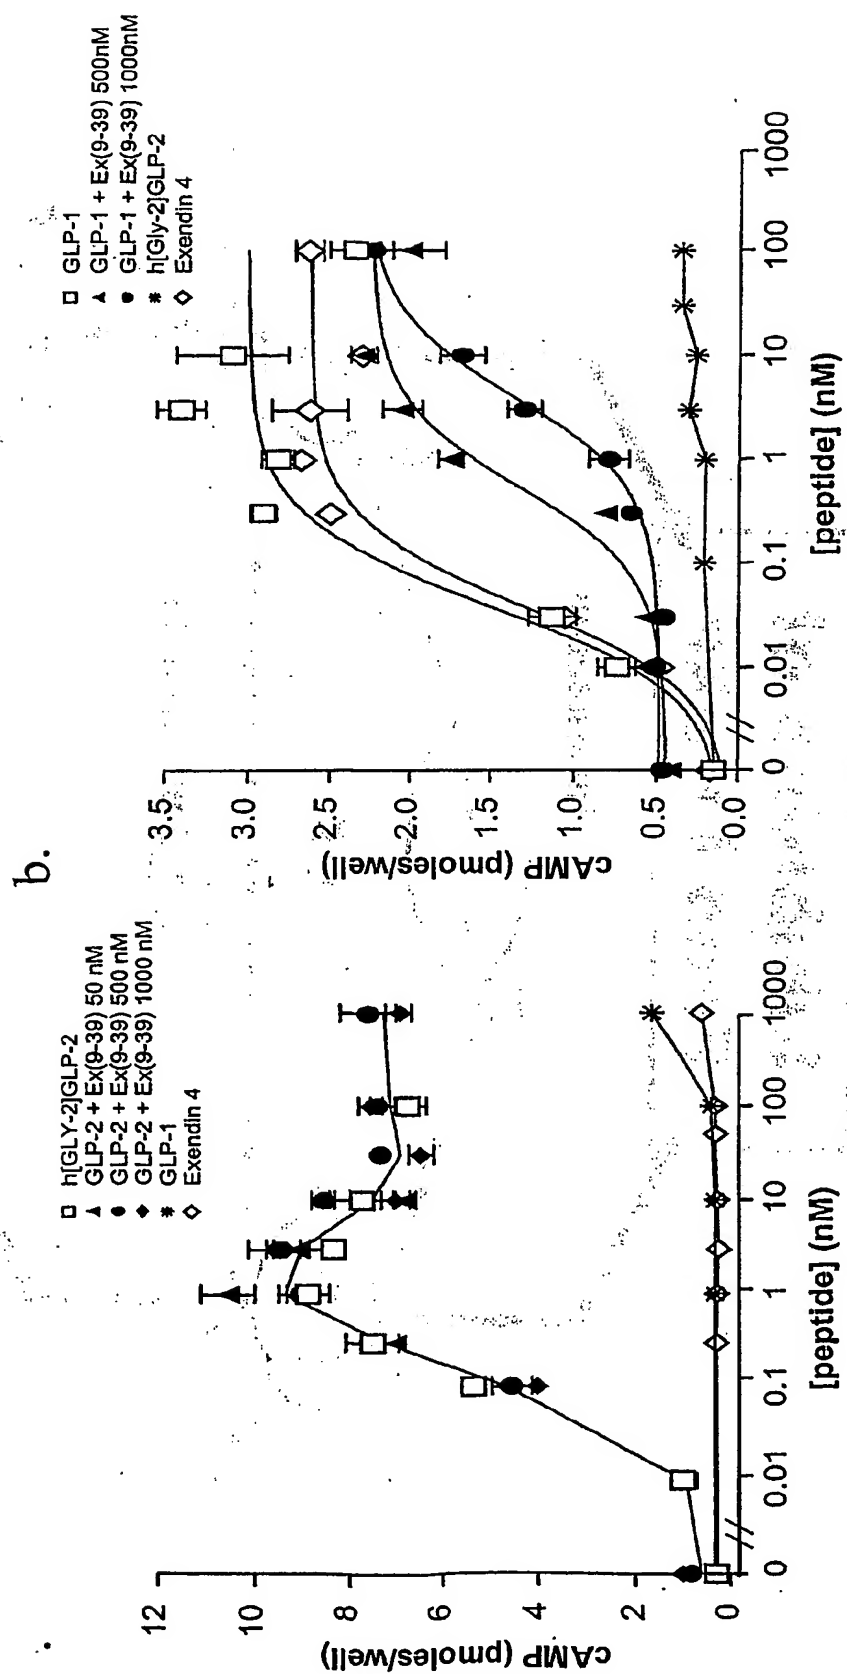 h[GLY-2]GLP-2
GLP-2 + Ex(9-39) 50 nM
GLP-2 + Ex(9-39) 500 nM
GLP-2 + Ex(9-39) 1000 nM
GLP-1
Exendin 4
12
10
8
6
4
2
0
cAMP (pmoles/well)
0
0.01
0.1
1
10
100
1000
[peptide] (nM)
b.
GLP-1
GLP-1 + Ex(9-39) 500nM
GLP-1 + Ex(9-39) 1000nM
h[Gly-2]GLP-2
Exendin 4
3.5
3.0
2.5
2.0
1.5
1.0
0.5
0.0
cAMP (pmoles/well)
0
0.01
0.1
1
10
100
1000
[peptide] (nM)